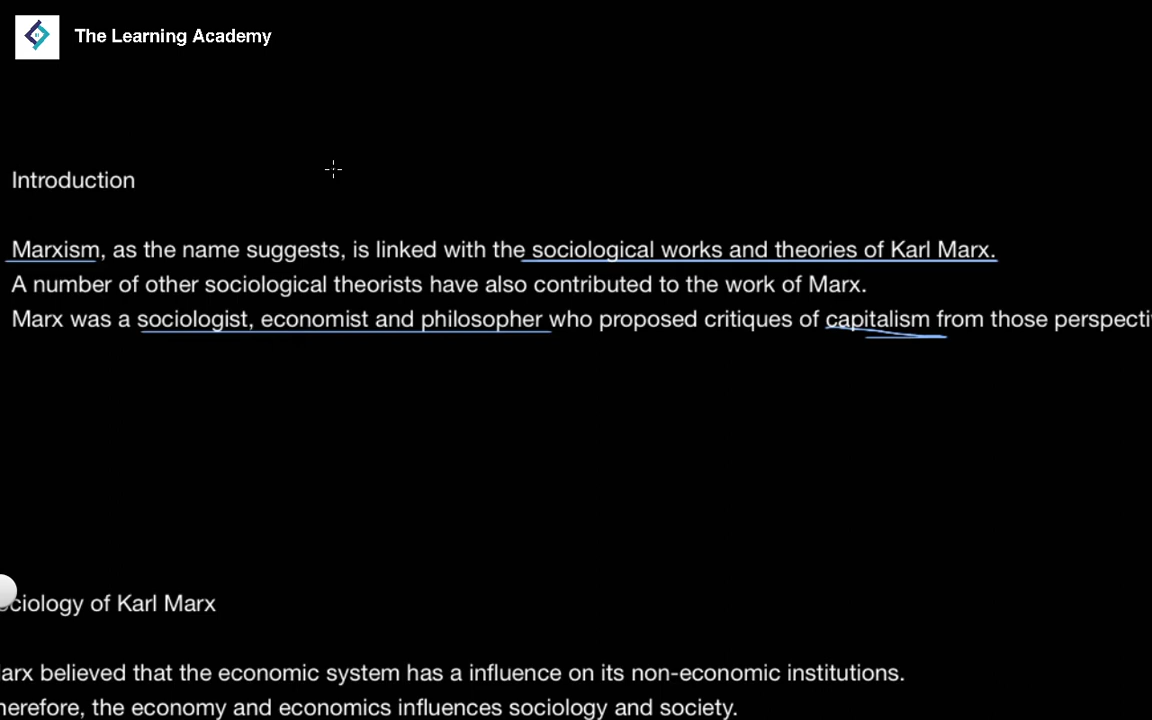 The Learning Academy
Introduction
Marxism, as the name suggests, is linked with the sociological works and theories of Karl Marx.
A number of other sociological theorists have also contributed to the work of Marx.
Marx was a sociologist, economist and philosopher who proposed critiques of capitalism from those
of Karl Marx
believed that the economic system has a influence on its non-economic institutions.
the economy and economics influences sociology and society.